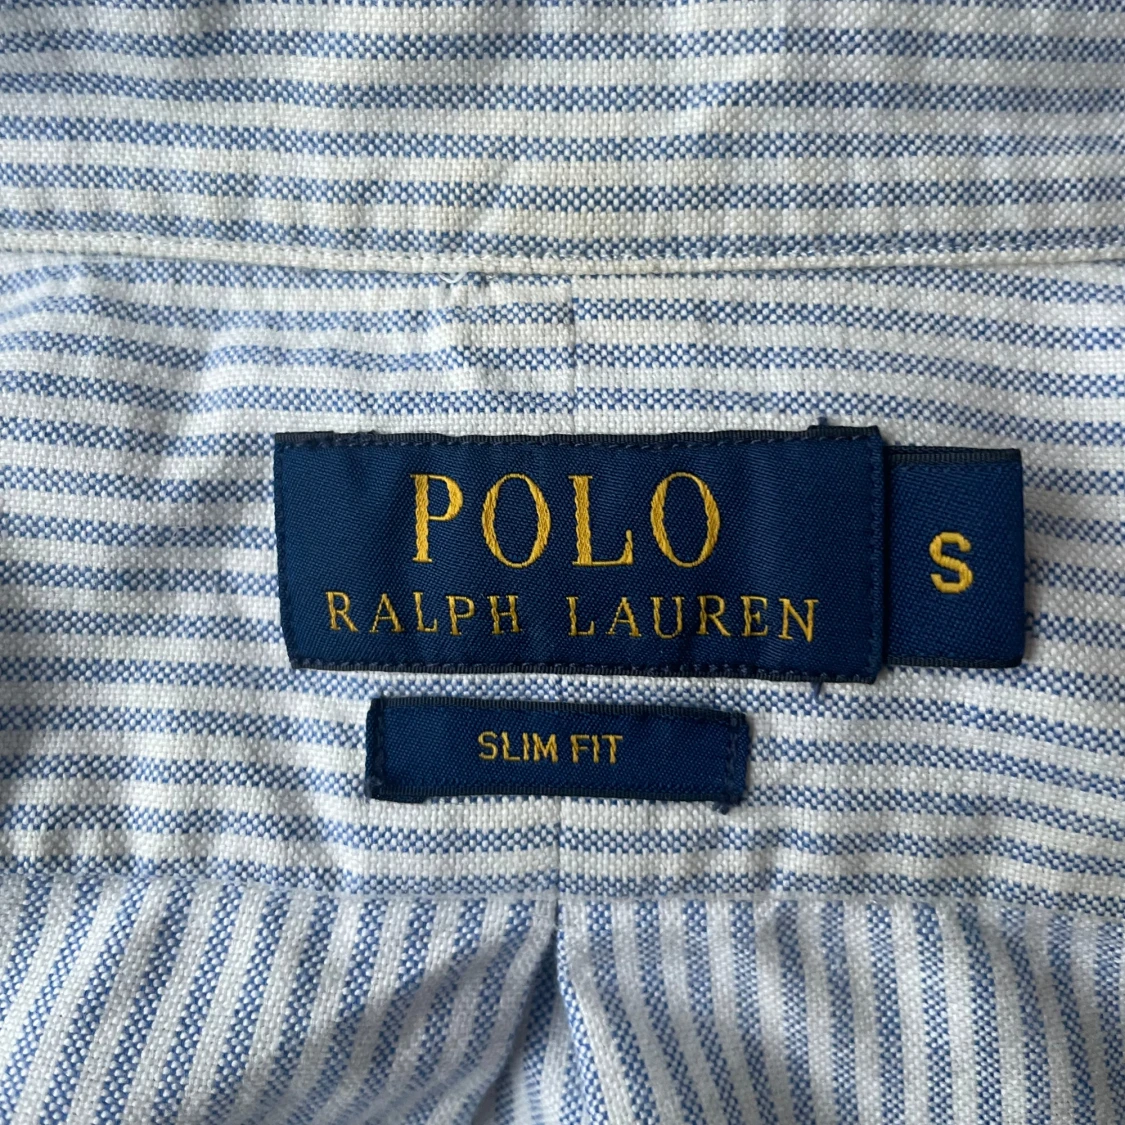 POLO
RALPH LAUREN
S
SLIM FIT